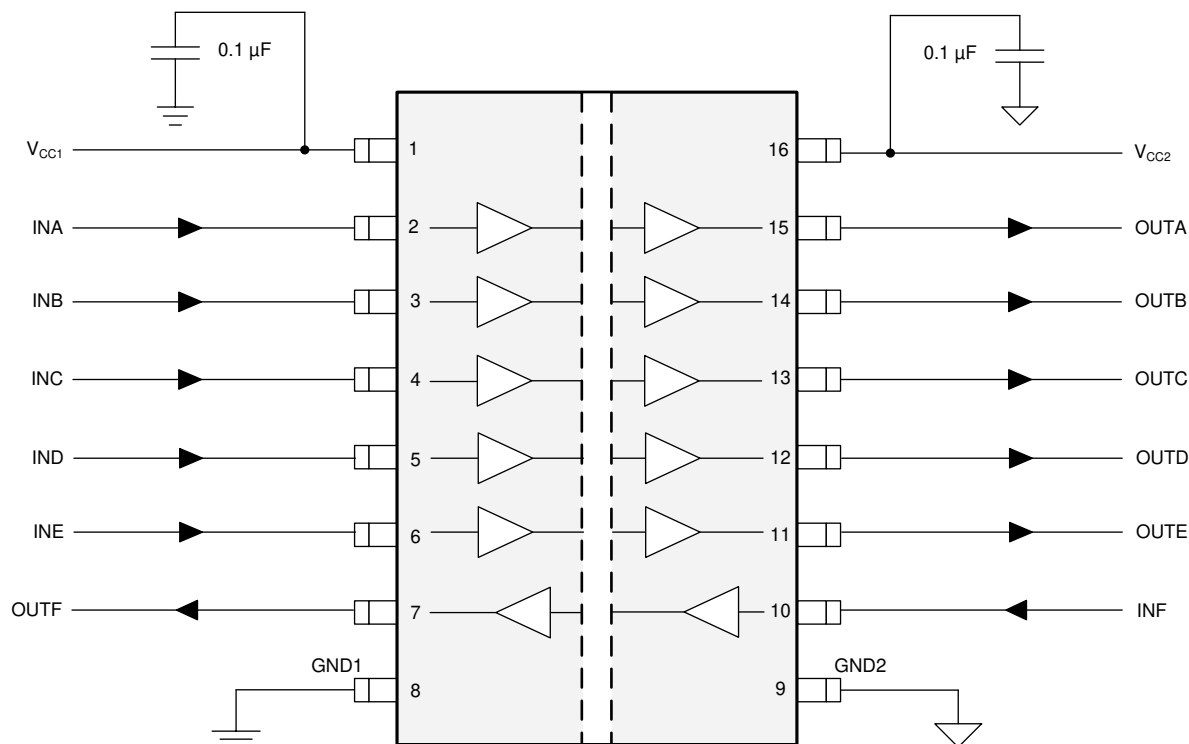 0.1 µF
0.1 µF
VCC1
1
16
VCC2
INA
2
15
OUTA
INB
3
14
OUTB
INC
4
13
OUTC
IND
5
12
OUTD
INE
6
11
OUTE
OUTF
7
10
INF
GND1
GND2
8
9